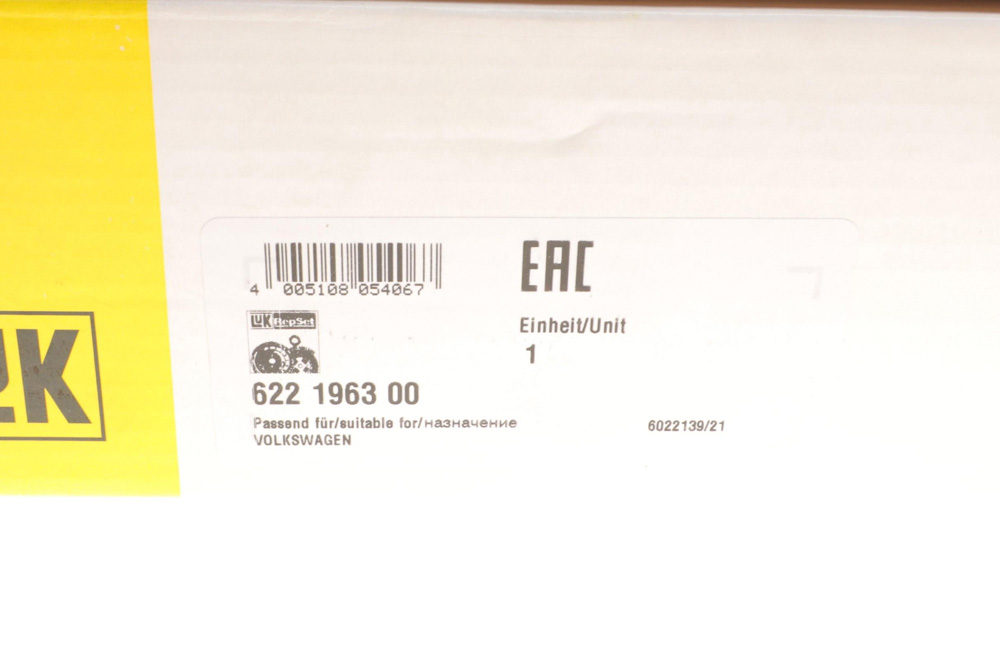 LUK
4 005108 054067
EAC
LUK RepSet
Einheit/Unit
1
622 1963 00
Passend für/suitable for/назначение
VOLKSWAGEN
6022139/21